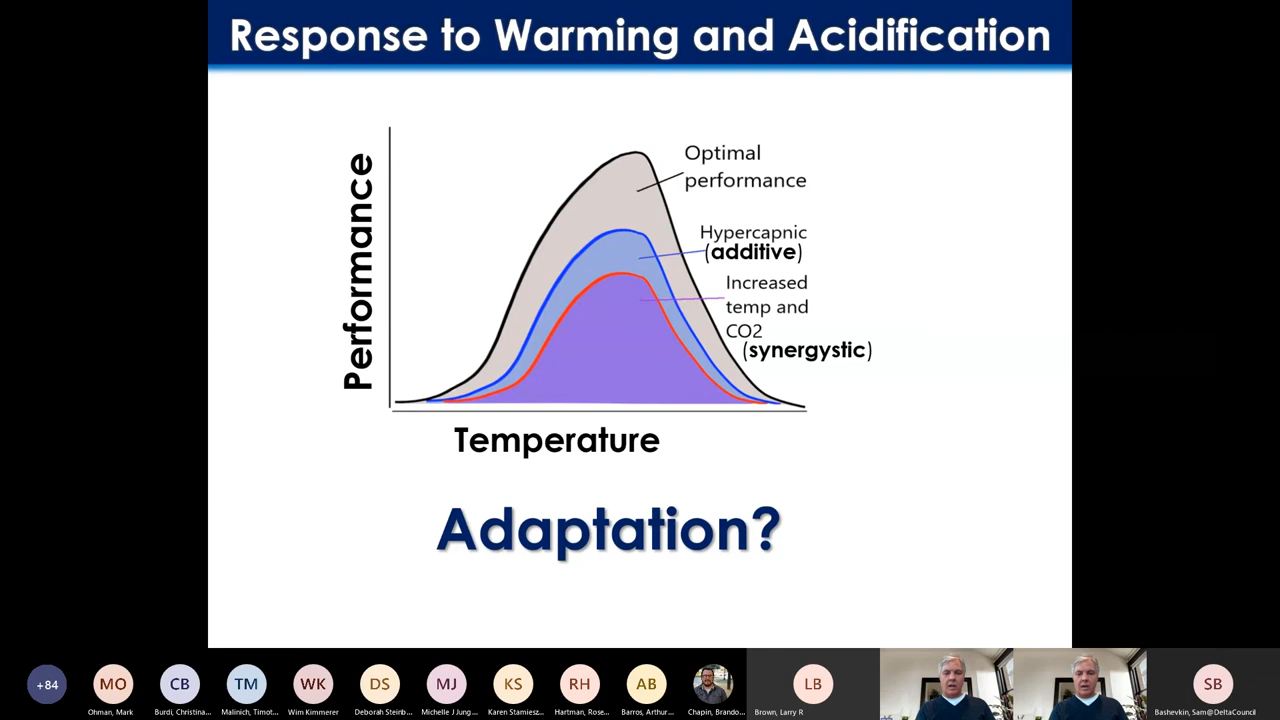 Response to Warming and Acidification
Performance
Optimal
performance
Hypercapnic
(additive)
Increased
temp and
CO2
(synergystic)
Temperature
Adaptation?
+84
MO
CB
TM
WK
DS
MJ
KS
RH
AB
LB
SB
Ohman, Mark
Burdi, Christina...
Malinich, Timot...
Wim Kimmerer
Deborah Steinb...
Michelle J Jung...
Karen Stamiesz...
Hartman, Rose...
Barros, Arthur...
Chapin, Brando...
Brown, Larry R
Bashevkin, Sam@DeltaCouncil